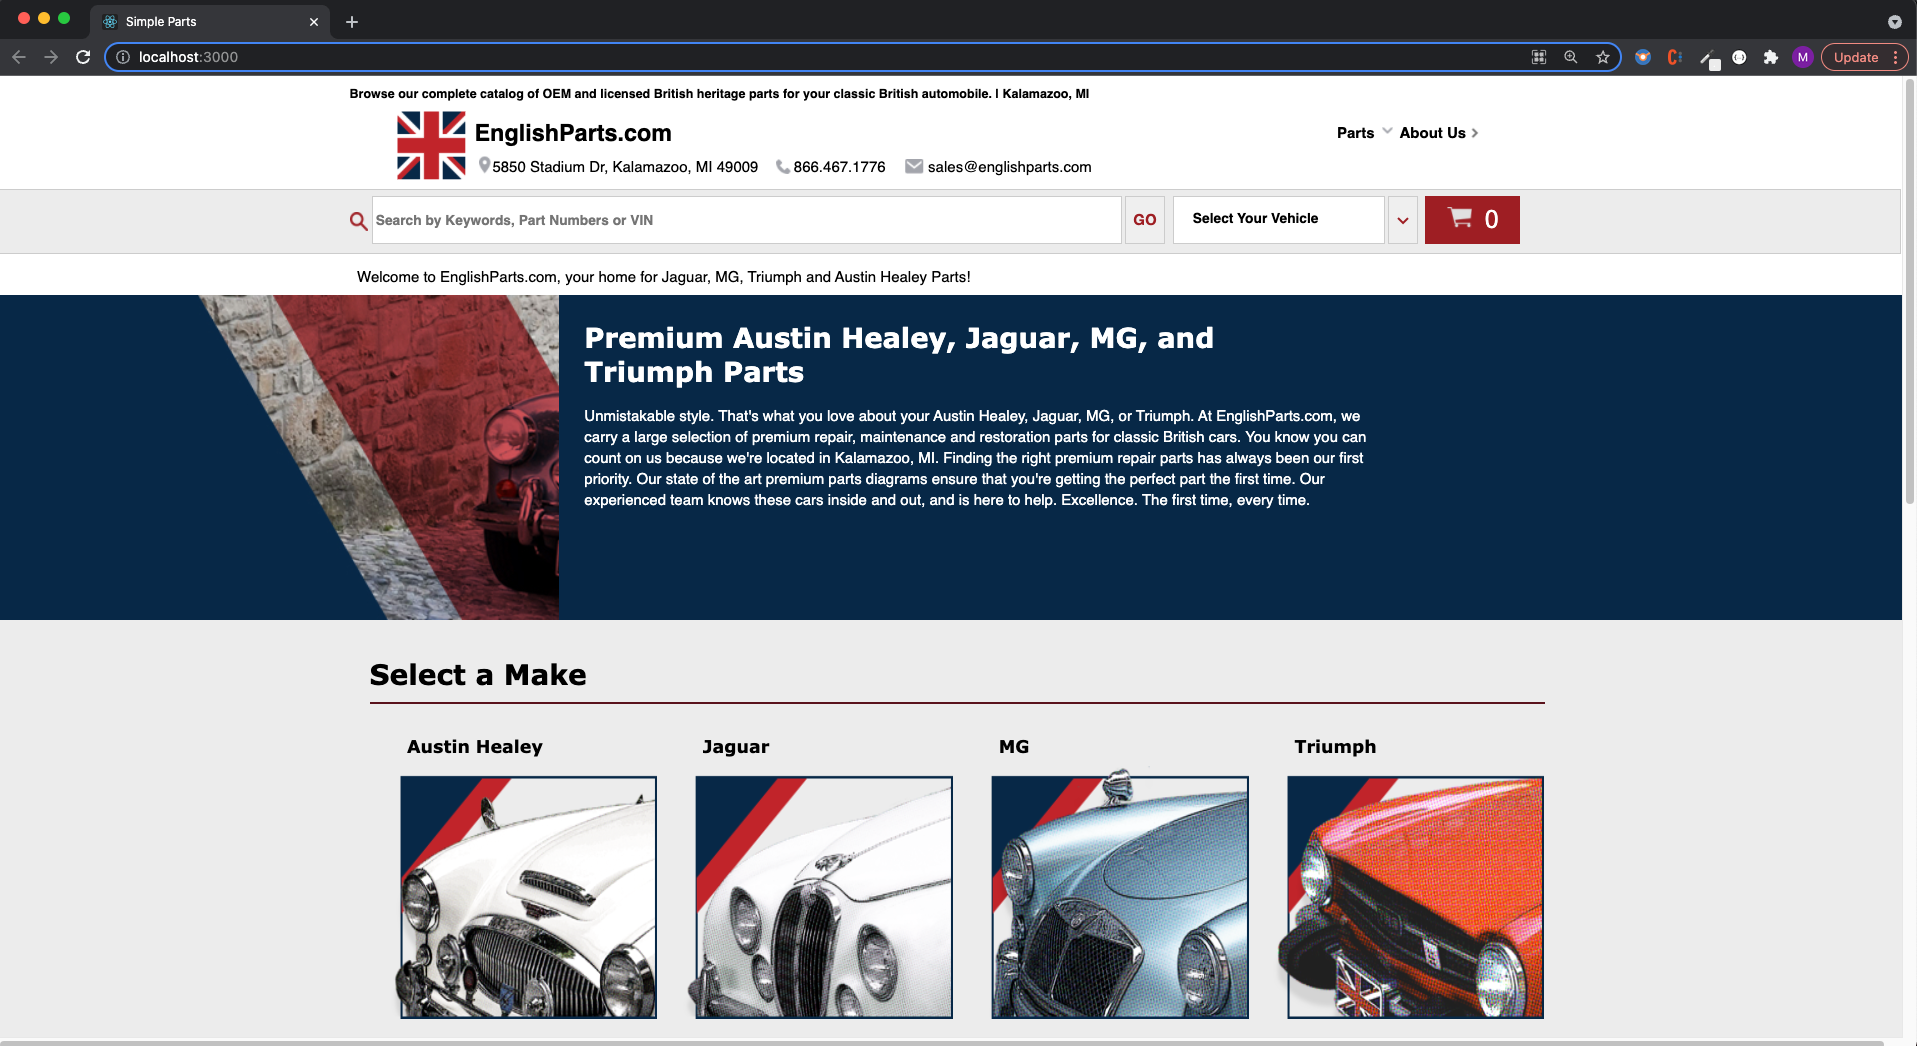 Simple Parts
localhost:3000
M
Update
Browse our complete catalog of OEM and licensed British heritage parts for your classic British automobile. | Kalamazoo, MI
EnglishParts.com
Parts About Us
5850 Stadium Dr, Kalamazoo, MI 49009 866.467.1776 sales@englishparts.com
Search by Keywords, Part Numbers or VIN GO Select Your Vehicle 0
Welcome to EnglishParts.com, your home for Jaguar, MG, Triumph and Austin Healey Parts!
Premium Austin Healey, Jaguar, MG, and
Triumph Parts
Unmistakable style. That's what you love about your Austin Healey, Jaguar, MG, or Triumph. At EnglishParts.com, we
carry a large selection of premium repair, maintenance and restoration parts for classic British cars. You know you can
count on us because we're located in Kalamazoo, MI. Finding the right premium repair parts has always been our first
priority. Our state of the art premium parts diagrams ensure that you're getting the perfect part the first time. Our
experienced team knows these cars inside and out, and is here to help. Excellence. The first time, every time.
Select a Make
Austin Healey Jaguar MG Triumph